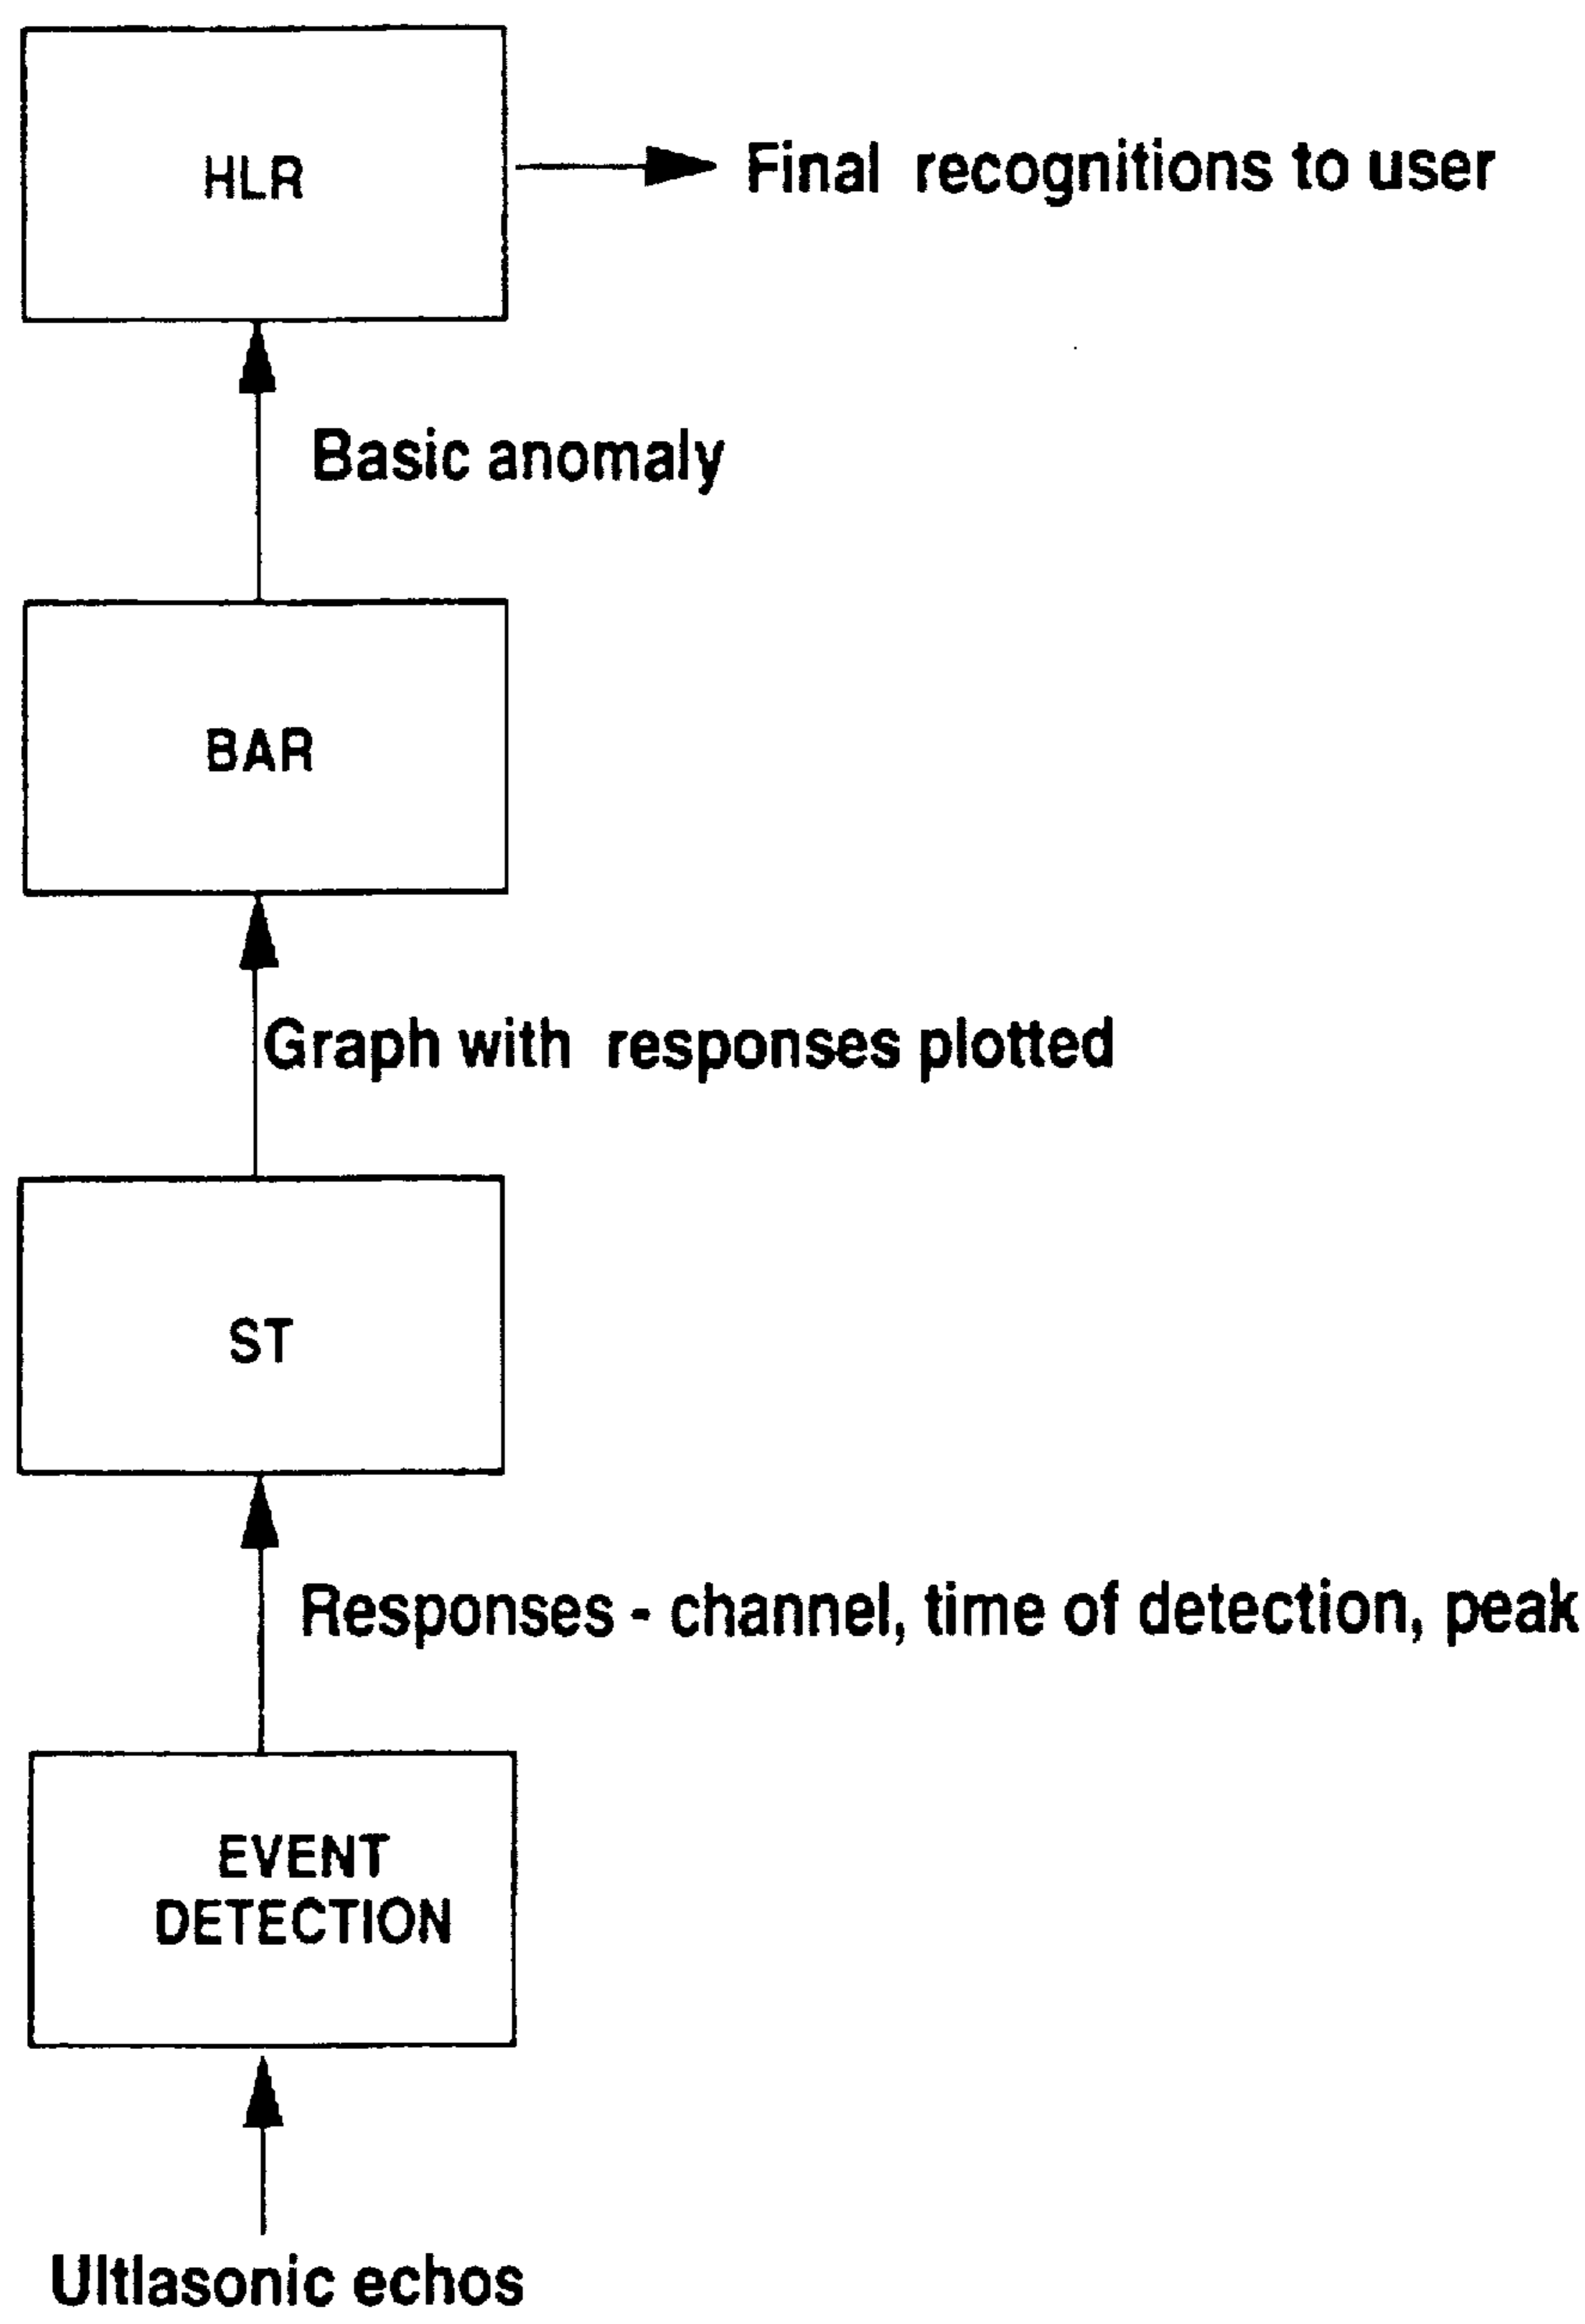 HLR
Final recognitions to user
Basic anomaly
BAR
Graph with responses plotted
ST
Responses - channel, time of detection, peak
EVENT
DETECTION
Ultlasonic echos